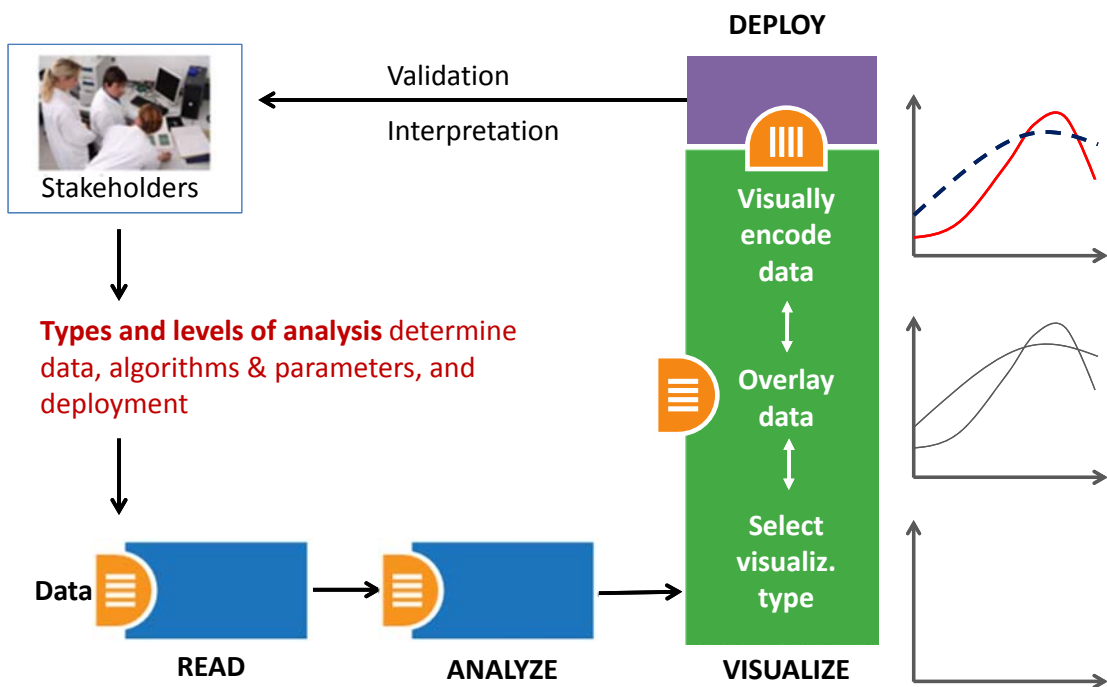 DEPLOY
Validation
Interpretation
Stakeholders
Visually
encode
data
Types and levels of analysis determine
data, algorithms & parameters, and
deployment
Overlay
data
Select
visualiz.
type
Data
READ
ANALYZE
VISUALIZE